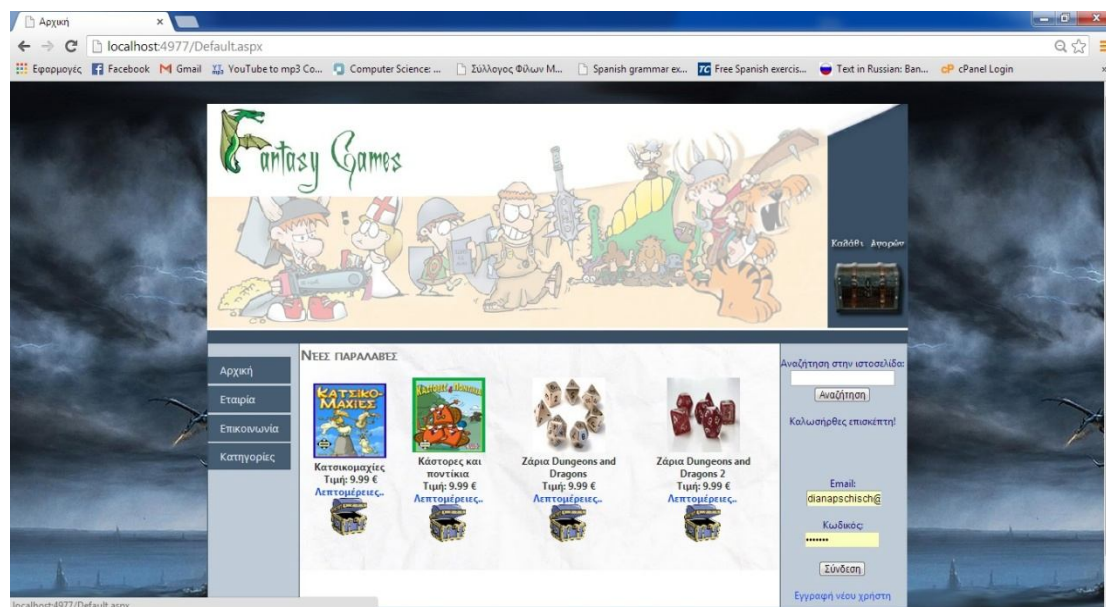 Αρχική
localhost:4977/Default.aspx
Εφαρμογές Facebook Gmail YouTube to mp3 Co... Computer Science: ... Σύλλογος Φίλων Μ... Spanish grammar ex... Free Spanish exercis... Text in Russian: Ban... cPanel Login
Fantasy Games
Καλάθι Αγορών
Αρχική
Εταιρία
Επικοινωνία
Κατηγορίες
ΝΕΕΣ ΠΑΡΑΛΑΒΕΣ
ΚΑΤΣΙΚΟ-
ΜΑΧΙΕΣ
Κατσικομαχίες
Τιμή: 9.99 €
Λεπτομέρειες..
Κάστορες και
ποντίκια
Τιμή: 9.99 €
Λεπτομέρειες..
Ζάρια Dungeons and
Dragons
Τιμή: 9.99 €
Λεπτομέρειες..
Ζάρια Dungeons and
Dragons 2
Τιμή: 9.99 €
Λεπτομέρειες..
Αναζήτηση στην ιστοσελίδα:
Αναζήτηση
Καλωσήρθες επισκέπτη!
Email:
dianapschisch@
Κωδικός:
•••••••
Σύνδεση
Εγγραφή νέου χρήστη
localhost:4977/Default.aspx